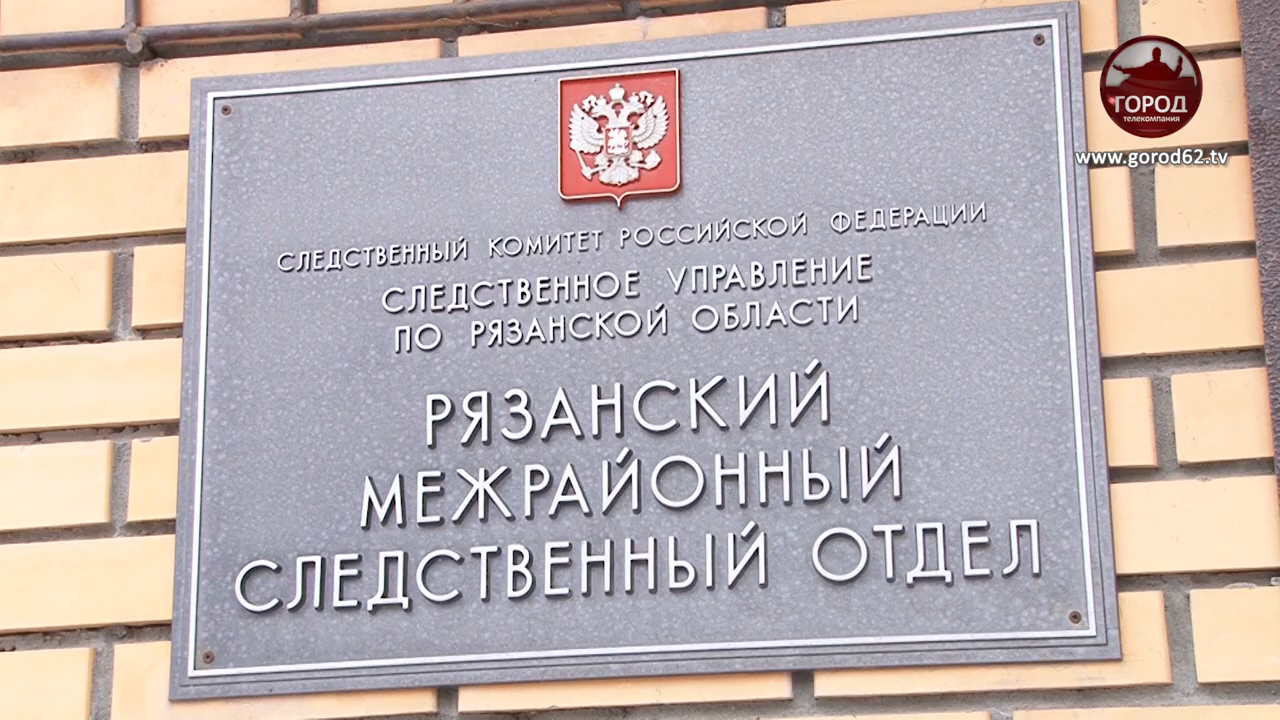 ГОРОД
телекомпания
www.gorod62.tv
СЛЕДСТВЕННЫЙ КОМИТЕТ РОССИЙСКОЙ ФЕДЕРАЦИИ
СЛЕДСТВЕННОЕ УПРАВЛЕНИЕ
ПО РЯЗАНСКОЙ ОБЛАСТИ
РЯЗАНСКИЙ
МЕЖРАЙОННЫЙ
СЛЕДСТВЕННЫЙ ОТДЕЛ